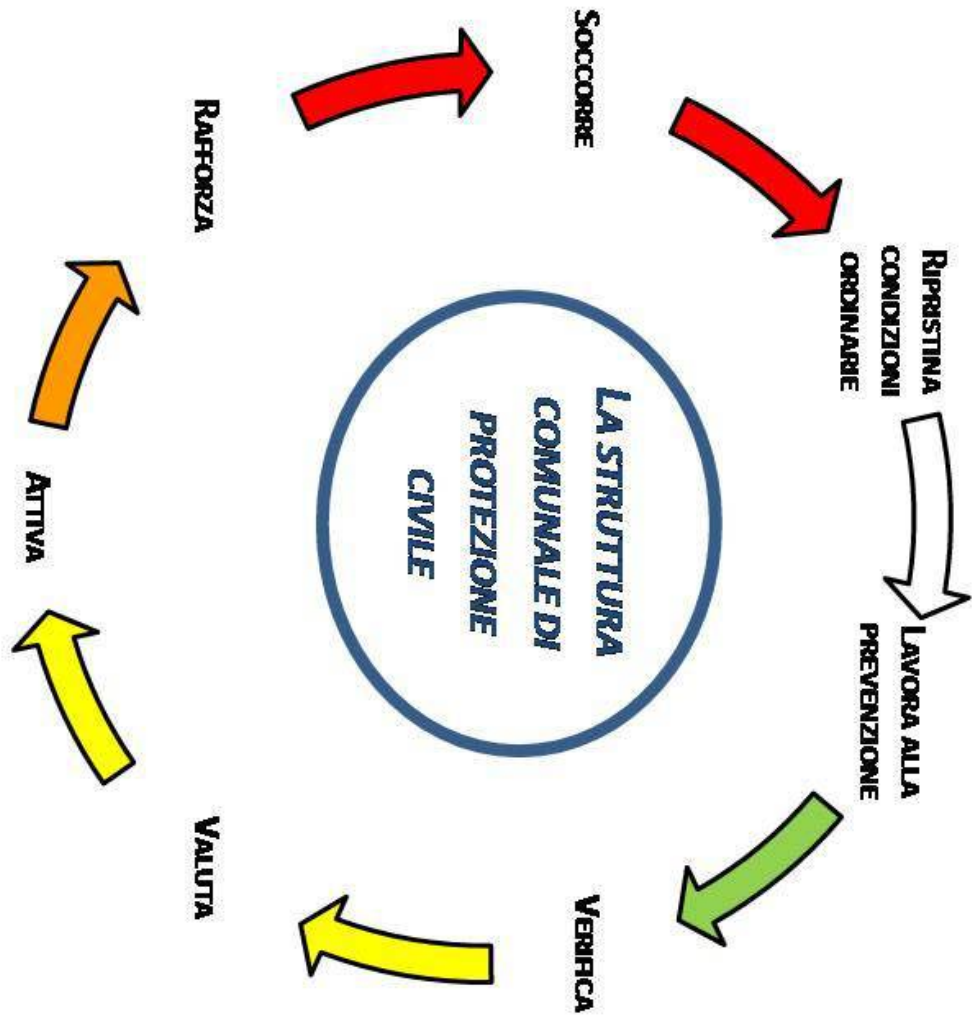 RIPRISTINA
CONDIZIONI
ORDINARIE
LAVORA ALLA
PREVENZIONE
VERIFICA
VALUTA
ATTIVA
RAFFORZA
SOCCORRE
LA STRUTTURA
COMUNALE DI
PROTEZIONE
CIVILE